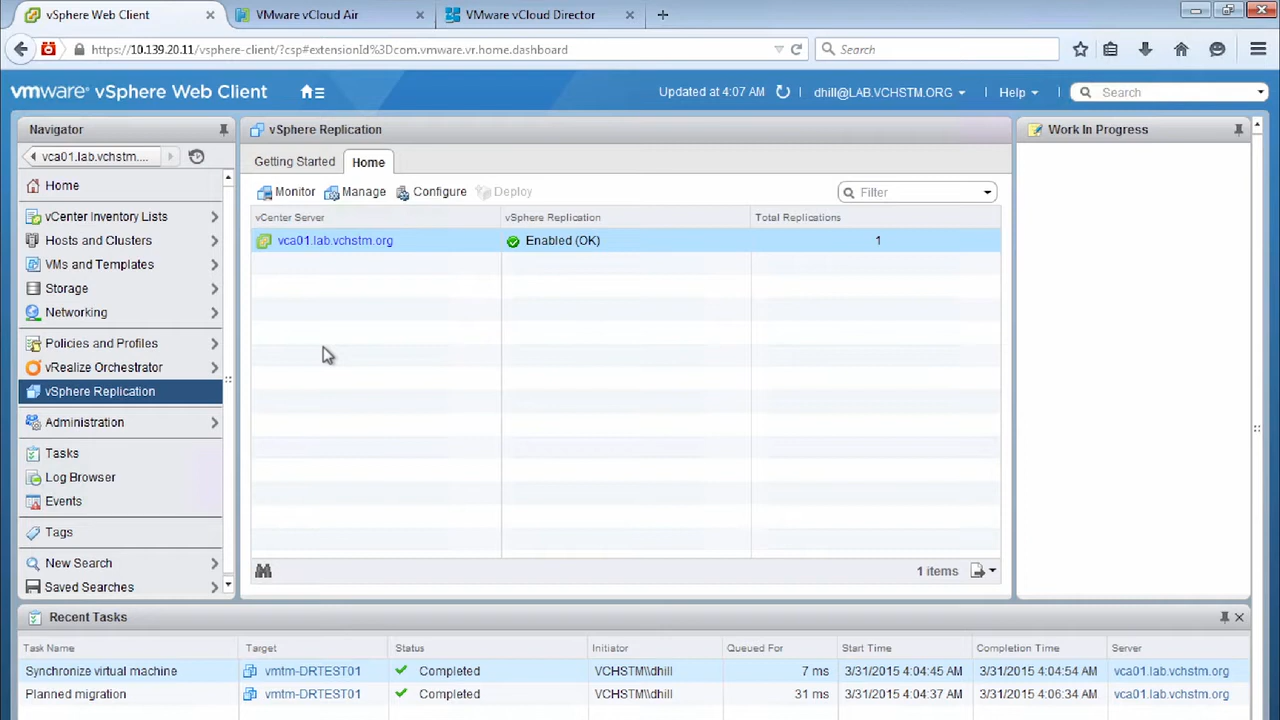 vSphere Web Client
VMware vCloud Air
VMware vCloud Director
https://10.139.20.11/vsphere-client/?csp#extensionId%3Dcom.vmware.vr.home.dashboard
Search
vmware® vSphere Web Client
Updated at 4:07 AM
dhill@LAB.VCHSTM.ORG
Help
Search
Navigator
vca01.lab.vchstm....
Home
vCenter Inventory Lists
Hosts and Clusters
VMs and Templates
Storage
Networking
Policies and Profiles
vRealize Orchestrator
vSphere Replication
Administration
Tasks
Log Browser
Events
Tags
New Search
Saved Searches
vSphere Replication
Getting Started Home
Monitor Manage Configure Deploy
Filter
vCenter Server vSphere Replication Total Replications
vca01.lab.vchstm.org Enabled (OK) 1
1 items
Work In Progress
Recent Tasks
Task Name Target Status Initiator Queued For Start Time Completion Time Server
Synchronize virtual machine vmtm-DRTEST01 Completed VCHSTM\\dhill 7 ms 3/31/2015 4:04:45 AM 3/31/2015 4:04:54 AM vca01.lab.vchstm.org
Planned migration vmtm-DRTEST01 Completed VCHSTM\\dhill 31 ms 3/31/2015 4:04:37 AM 3/31/2015 4:06:34 AM vca01.lab.vchstm.org